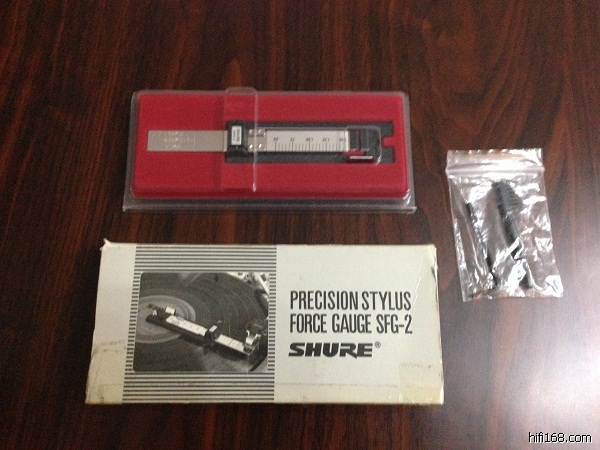 PRECISION STYLUS
FORCE GAUGE SFG-2
SHURE®
hifi168.com